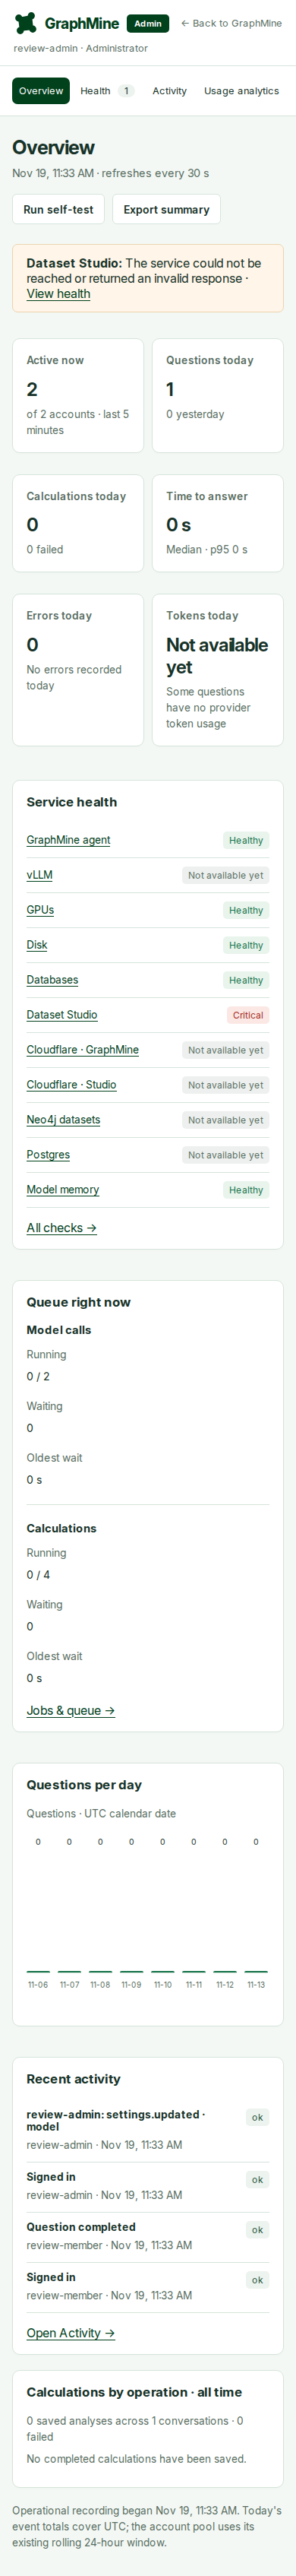 GraphMine Admin ← Back to GraphMine
review-admin · Administrator
Overview Health 1 Activity Usage analytics
Overview
Nov 19, 11:33 AM · refreshes every 30 s
Run self-test Export summary
Dataset Studio: The service could not be
reached or returned an invalid response ·
View health
Active now
2
of 2 accounts · last 5
minutes
Questions today
1
0 yesterday
Calculations today
0
0 failed
Time to answer
0 s
Median · p95 0 s
Errors today
0
No errors recorded
today
Tokens today
Not available
yet
Some questions
have no provider
token usage
Service health
GraphMine agent Healthy
vLLM Not available yet
GPUs Healthy
Disk Healthy
Databases Healthy
Dataset Studio Critical
Cloudflare · GraphMine Not available yet
Cloudflare · Studio Not available yet
Neo4j datasets Not available yet
Postgres Not available yet
Model memory Healthy
All checks →
Queue right now
Model calls
Running
0 / 2
Waiting
0
Oldest wait
0 s
Calculations
Running
0 / 4
Waiting
0
Oldest wait
0 s
Jobs & queue →
Questions per day
Questions · UTC calendar date
0 0 0 0 0 0 0 0
11-06 11-07 11-08 11-09 11-10 11-11 11-12 11-13
Recent activity
review-admin: settings.updated · ok
model
review-admin · Nov 19, 11:33 AM
Signed in ok
review-admin · Nov 19, 11:33 AM
Question completed ok
review-member · Nov 19, 11:33 AM
Signed in ok
review-member · Nov 19, 11:33 AM
Open Activity →
Calculations by operation · all time
0 saved analyses across 1 conversations · 0
failed
No completed calculations have been saved.
Operational recording began Nov 19, 11:33 AM. Today's
event totals cover UTC; the account pool uses its
existing rolling 24-hour window.